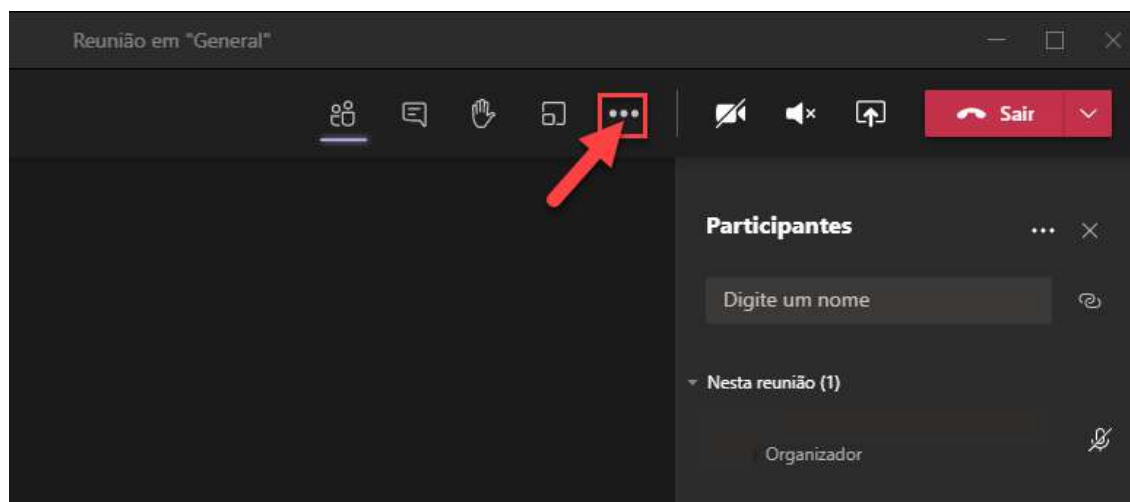 Reunião em "General"
Sair
Participantes
Digite um nome
Nesta reunião (1)
Organizador